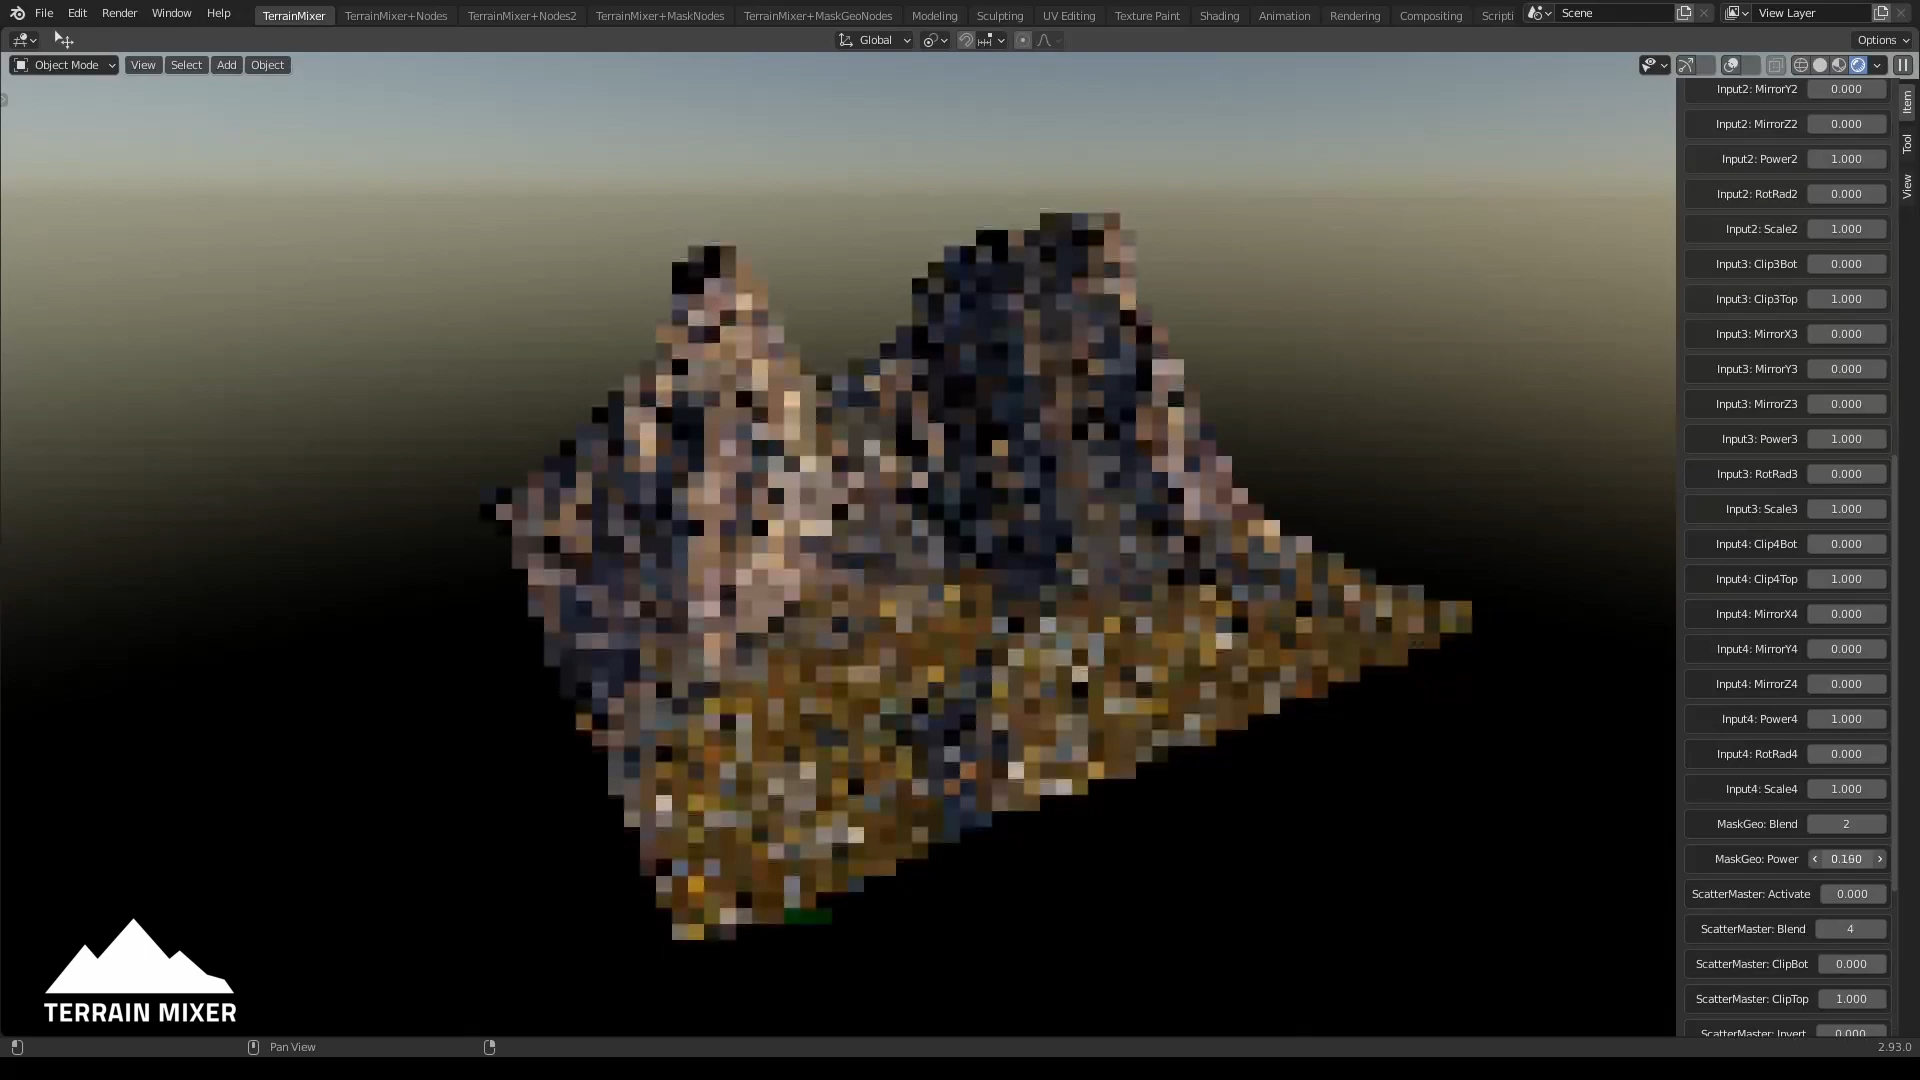 File Edit Render Window Help TerrainMixer TerrainMixer+Nodes TerrainMixer+Nodes2 TerrainMixer+MaskNodes TerrainMixer+MaskGeoNodes Modeling Sculpting UV Editing Texture Paint Shading Animation Rendering Compositing Scripti Scene View Layer
Global Options
Object Mode View Select Add Object
Input2: MirrorY2 0.000
Input2: MirrorZ2 0.000
Input2: Power2 1.000
Input2: RotRad2 0.000
Input2: Scale2 1.000
Input3: Clip3Bot 0.000
Input3: Clip3Top 1.000
Input3: MirrorX3 0.000
Input3: MirrorY3 0.000
Input3: MirrorZ3 0.000
Input3: Power3 1.000
Input3: RotRad3 0.000
Input3: Scale3 1.000
Input4: Clip4Bot 0.000
Input4: Clip4Top 1.000
Input4: MirrorX4 0.000
Input4: MirrorY4 0.000
Input4: MirrorZ4 0.000
Input4: Power4 1.000
Input4: RotRad4 0.000
Input4: Scale4 1.000
MaskGeo: Blend 2
MaskGeo: Power
ScatterMaster: Activate 0.000
ScatterMaster: Blend 4
ScatterMaster: ClipBot 0.000
ScatterMaster: ClipTop 1.000
ScatterMaster: Invert 0.000
Item
Tool
View
TERRAIN MIXER
Pan View 2.93.0